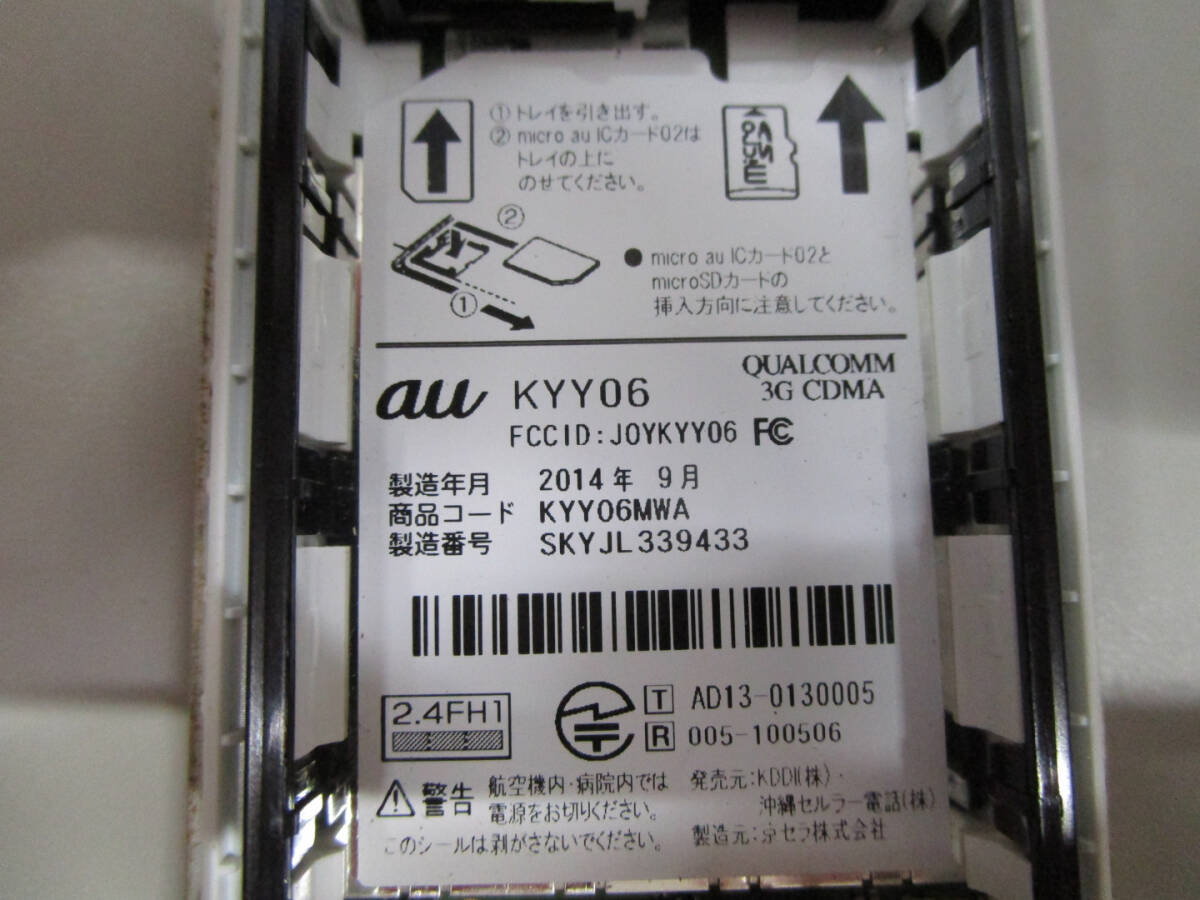 ① トレイを引き出す。
② micro au ICカード02は
トレイの上に
のせてください。
②
①
● micro au ICカード02と
microSDカードの
挿入方向に注意してください。
au KYY06
QUALCOMM
3G CDMA
FCCID:JOYKYY06 FC
製造年月 2014年 9月
商品コード KYY06MWA
製造番号 SKYJL339433
2.4FH1
T AD13-0130005
R 005-100506
警告 航空機内・病院内では
電源をお切りください。
このシールは剥がさないでください。
発売元:KDDI(株)・
沖縄セルラー電話(株)
製造元:京セラ株式会社